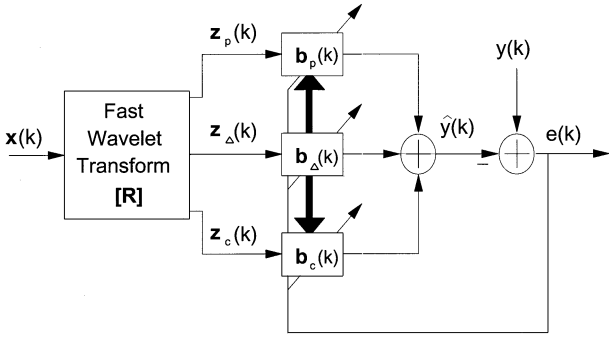 x(k)
Fast
Wavelet
Transform
[R]
z_p(k)
z_Δ(k)
z_c(k)
b_p(k)
b_Δ(k)
b_c(k)
ŷ(k)
y(k)
e(k)
+
+
−